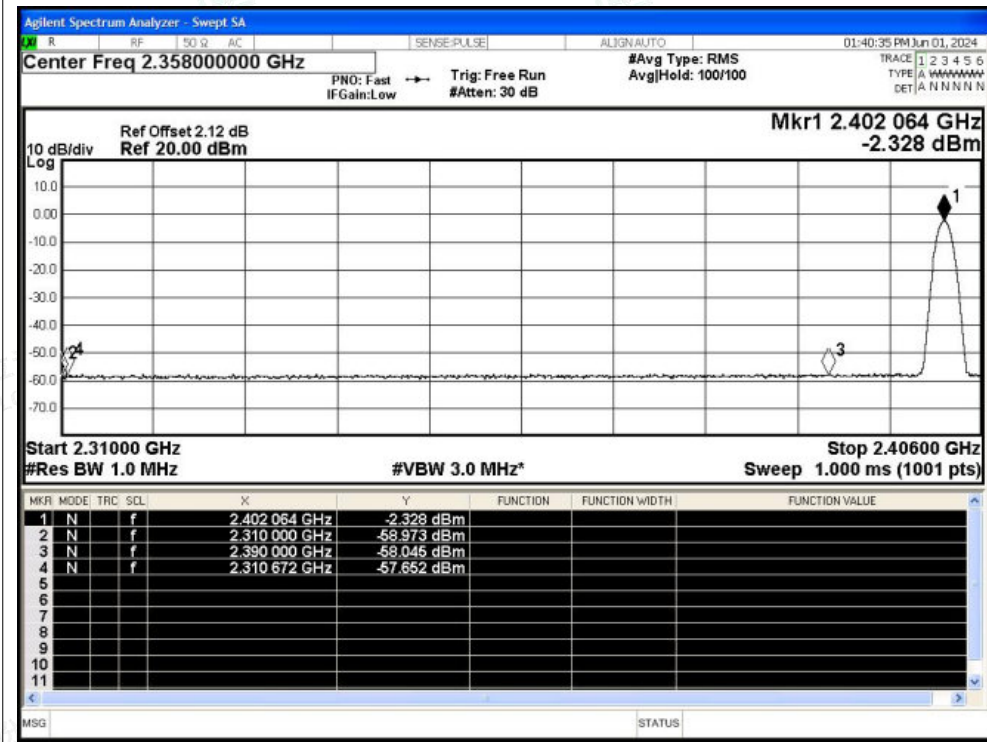 Agilent Spectrum Analyzer - Swept SA
LXI R RF 50 Ω AC SENSE:PULSE ALIGNAUTO 01:40:35 PM Jun 01, 2024
Center Freq 2.358000000 GHz #Avg Type: RMS TRACE 1 2 3 4 5 6
PNO: Fast Trig: Free Run Avg|Hold: 100/100 TYPE A WWWWW
IFGain:Low #Atten: 30 dB DET A N N N N N
Mkr1 2.402 064 GHz
Ref Offset 2.12 dB
10 dB/div Ref 20.00 dBm -2.328 dBm
Log
10.0
1
0.00
-10.0
-20.0
-30.0
-40.0
-50.0 2 4 3
-60.0
-70.0
Start 2.31000 GHz Stop 2.40600 GHz
#Res BW 1.0 MHz #VBW 3.0 MHz* Sweep 1.000 ms (1001 pts)
MKR MODE TRC SCL X Y FUNCTION FUNCTION WIDTH FUNCTION VALUE
1 N f 2.402 064 GHz -2.328 dBm
2 N f 2.310 000 GHz -58.973 dBm
3 N f 2.390 000 GHz -58.045 dBm
4 N f 2.310 672 GHz -57.652 dBm
5
6
7
8
9
10
11
MSG STATUS